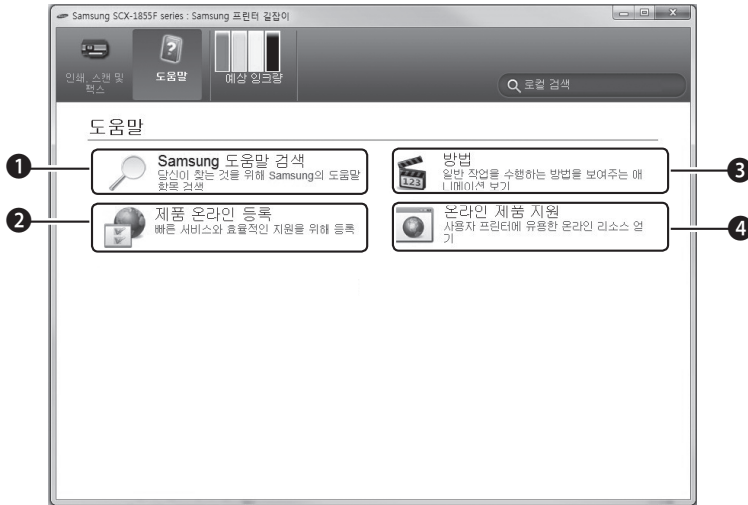 Samsung SCX-1855F series : Samsung 프린터 길잡이
인쇄, 스캔 및
팩스
도움말
예상 잉크량
로컬 검색
도움말
❶
Samsung 도움말 검색
당신이 찾는 것을 위해 Samsung의 도움말
항목 검색
방법
일반 작업을 수행하는 방법을 보여주는 애
니메이션 보기
123
❸
❷
제품 온라인 등록
빠른 서비스와 효율적인 지원을 위해 등록
온라인 제품 지원
사용자 프린터에 유용한 온라인 리소스 얻
기
❹